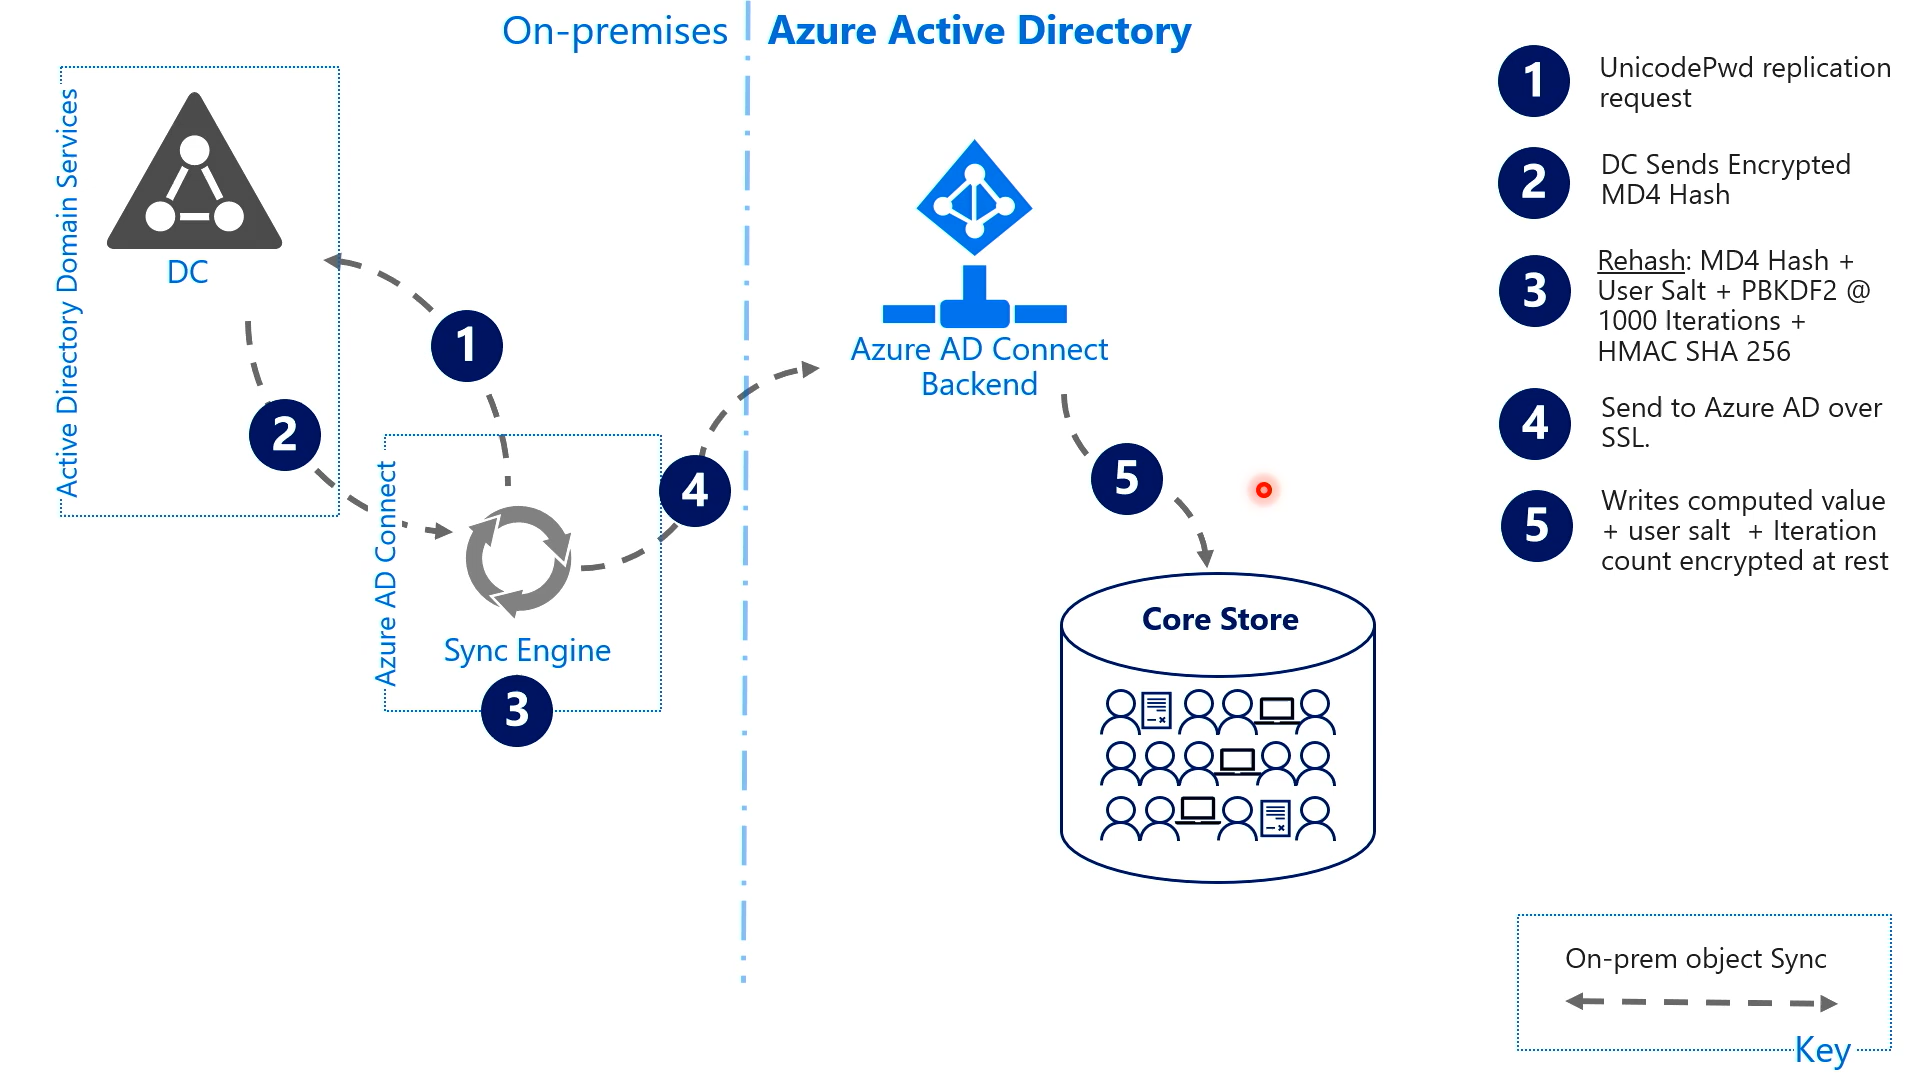 On-premises
Azure Active Directory
Active Directory Domain Services
DC
1
2
Azure AD Connect
Sync Engine
3
4
Azure AD Connect
Backend
5
Core Store
1
UnicodePwd replication
request
2
DC Sends Encrypted
MD4 Hash
3
Rehash: MD4 Hash +
User Salt + PBKDF2 @
1000 Iterations +
HMAC SHA 256
4
Send to Azure AD over
SSL.
5
Writes computed value
+ user salt + Iteration
count encrypted at rest
On-prem object Sync
Key